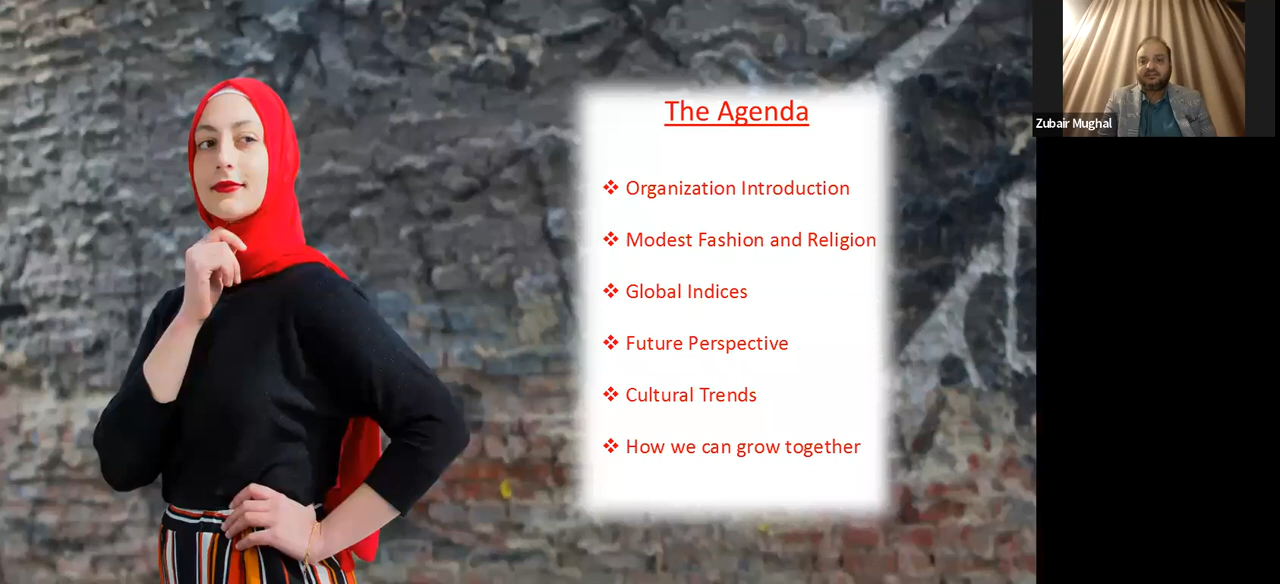 The Agenda
❖ Organization Introduction
❖ Modest Fashion and Religion
❖ Global Indices
❖ Future Perspective
❖ Cultural Trends
❖ How we can grow together
Zubair Mughal